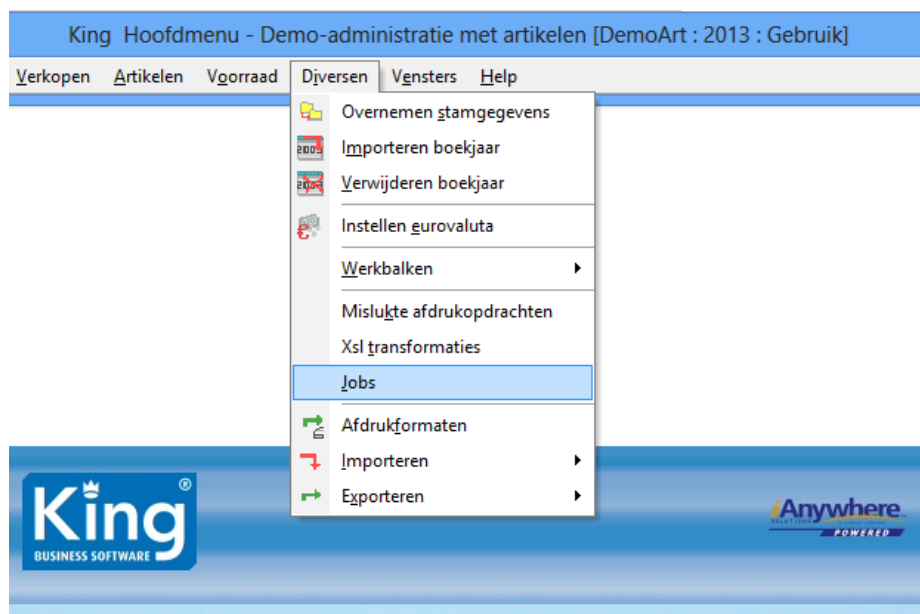 King Hoofdmenu - Demo-administratie met artikelen [DemoArt : 2013 : Gebruik]
Verkopen Artikelen Voorraad Diversen Vensters Help
Overnemen stamgegevens
Importeren boekjaar
Verwijderen boekjaar
Instellen eurovaluta
Werkbalken
Mislukte afdrukopdrachten
Xsl transformaties
Jobs
Afdrukformaten
Importeren
Exporteren
King®
BUSINESS SOFTWARE
iAnywhere
SOLUTIONS
POWERED